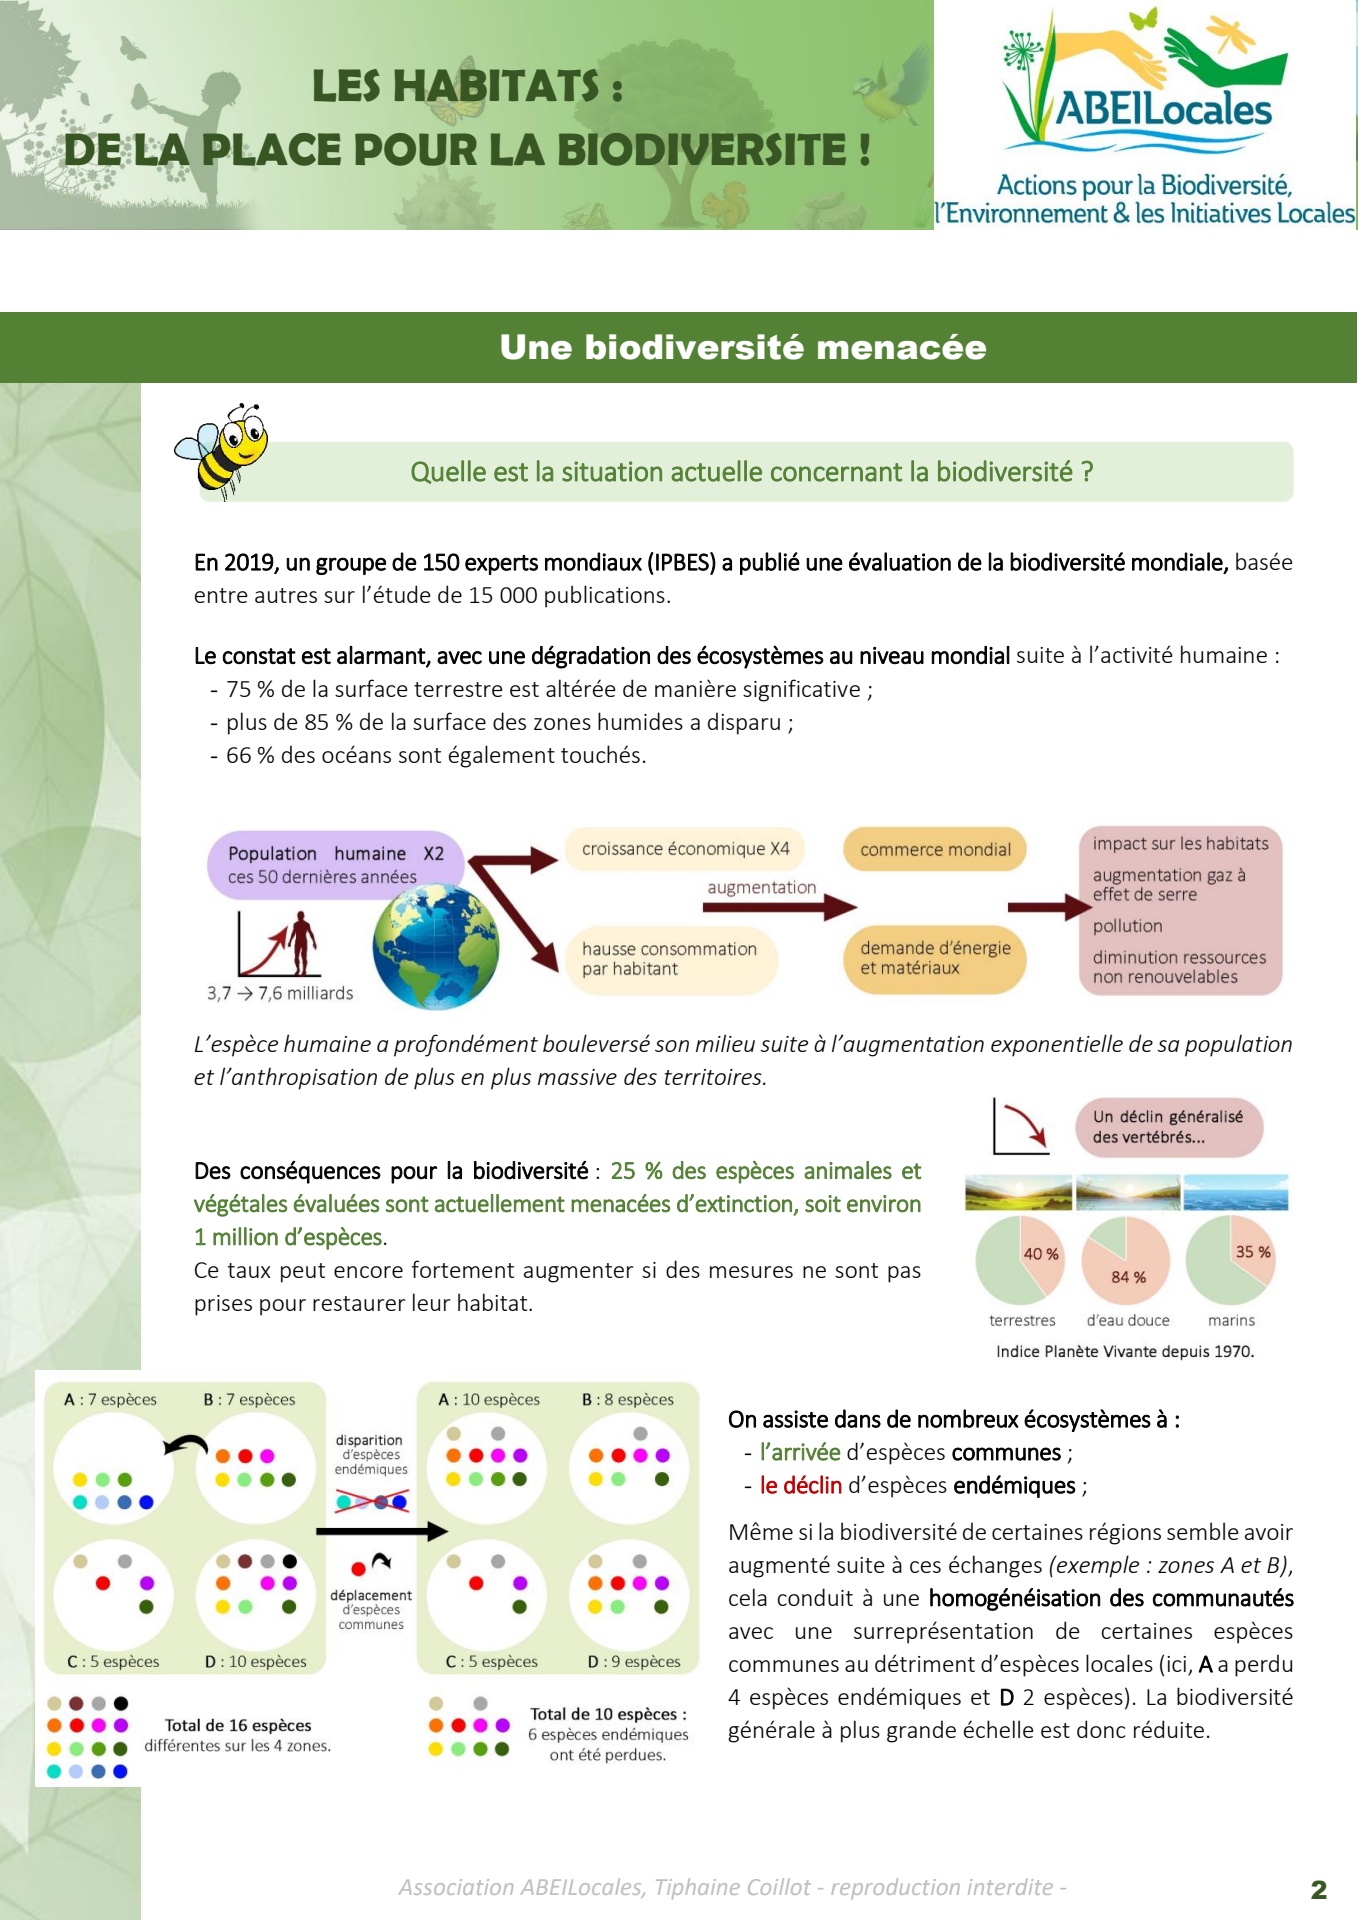 LES HABITATS :
DE LA PLACE POUR LA BIODIVERSITE !
ABEILocales
Actions pour la Biodiversité,
l'Environnement & les Initiatives Locales
Une biodiversité menacée
Quelle est la situation actuelle concernant la biodiversité ?
En 2019, un groupe de 150 experts mondiaux (IPBES) a publié une évaluation de la biodiversité mondiale, basée
entre autres sur l'étude de 15 000 publications.
Le constat est alarmant, avec une dégradation des écosystèmes au niveau mondial suite à l'activité humaine :
- 75 % de la surface terrestre est altérée de manière significative ;
- plus de 85 % de la surface des zones humides a disparu ;
- 66 % des océans sont également touchés.
Population humaine X2
ces 50 dernières années
3,7 → 7,6 milliards
croissance économique X4
augmentation
hausse consommation
par habitant
commerce mondial
demande d'énergie
et matériaux
impact sur les habitats
augmentation gaz à
effet de serre
pollution
diminution ressources
non renouvelables
L'espèce humaine a profondément bouleversé son milieu suite à l'augmentation exponentielle de sa population
et l'anthropisation de plus en plus massive des territoires.
Des conséquences pour la biodiversité : 25 % des espèces animales et
végétales évaluées sont actuellement menacées d'extinction, soit environ
1 million d'espèces.
Ce taux peut encore fortement augmenter si des mesures ne sont pas
prises pour restaurer leur habitat.
Un déclin généralisé
des vertébrés...
40 %
84 %
35 %
terrestres
d'eau douce
marins
Indice Planète Vivante depuis 1970.
A : 7 espèces
B : 7 espèces
C : 5 espèces
D : 10 espèces
disparition
d'espèces
endémiques
déplacement
d'espèces
communes
A : 10 espèces
B : 8 espèces
C : 5 espèces
D : 9 espèces
Total de 16 espèces
différentes sur les 4 zones.
Total de 10 espèces :
6 espèces endémiques
ont été perdues.
On assiste dans de nombreux écosystèmes à :
- l'arrivée d'espèces communes ;
- le déclin d'espèces endémiques ;
Même si la biodiversité de certaines régions semble avoir
augmenté suite à ces échanges (exemple : zones A et B),
cela conduit à une homogénéisation des communautés
avec une surreprésentation de certaines espèces
communes au détriment d'espèces locales (ici, A a perdu
4 espèces endémiques et D 2 espèces). La biodiversité
générale à plus grande échelle est donc réduite.
Association ABEILocales, Tiphaine Coillot - reproduction interdite -
2